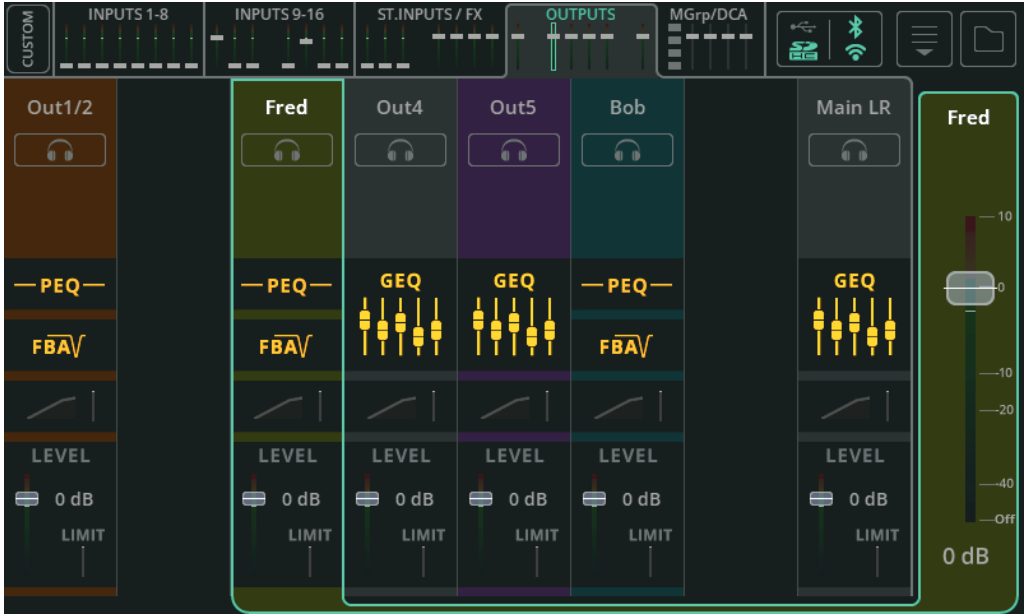 CUSTOM
INPUTS 1-8
INPUTS 9-16
ST.INPUTS / FX
OUTPUTS
MGrp/DCA
SD HC
Out1/2
Fred
Out4
Out5
Bob
Main LR
Fred
PEQ
PEQ
GEQ
GEQ
PEQ
GEQ
FBA
FBA
FBA
LEVEL
LEVEL
LEVEL
LEVEL
LEVEL
LEVEL
0 dB
0 dB
0 dB
0 dB
0 dB
0 dB
LIMIT
LIMIT
LIMIT
LIMIT
LIMIT
LIMIT
10
0
-10
-20
-40
Off
0 dB